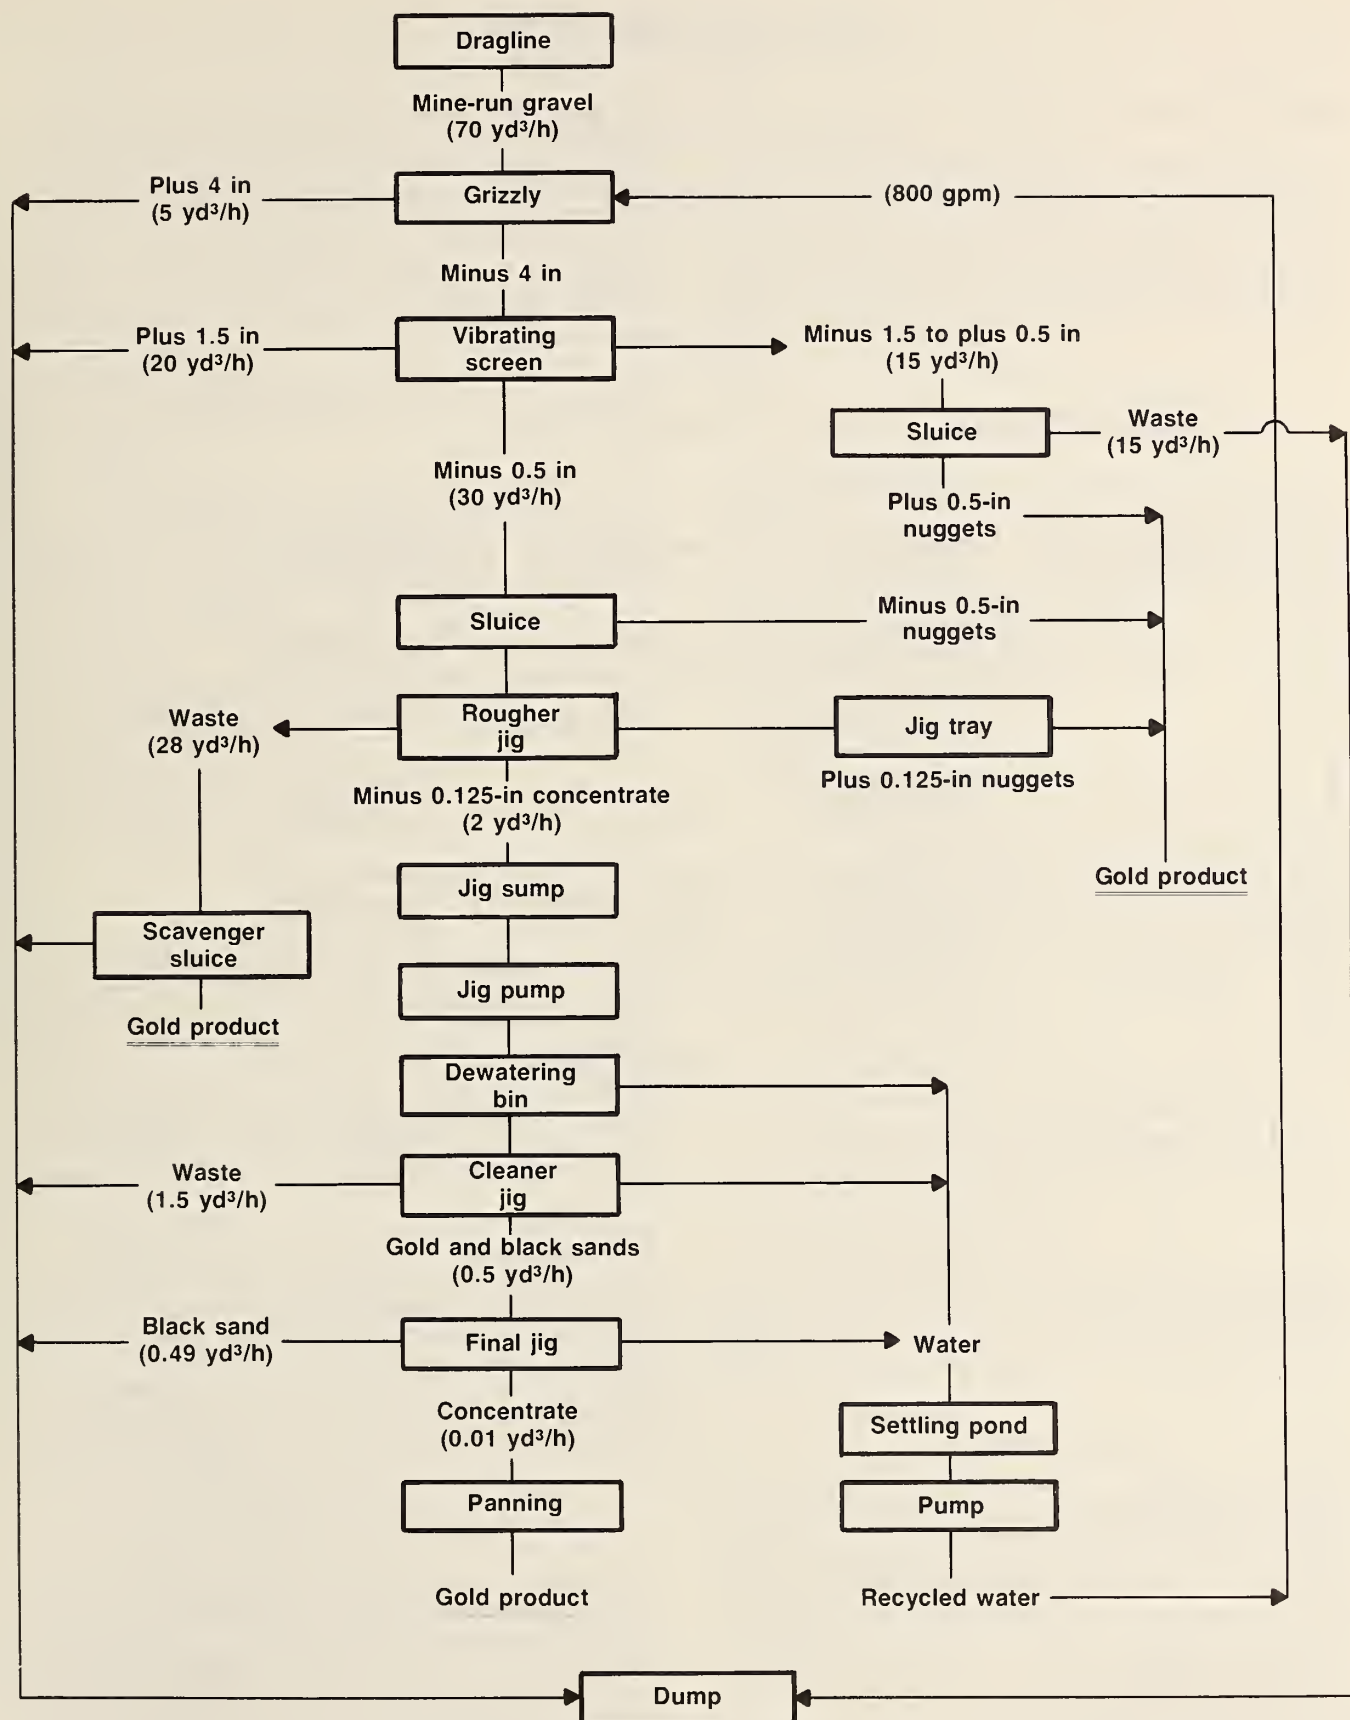 Dragline
Mine-run gravel
(70 yd³/h)
Plus 4 in
(5 yd³/h)
Grizzly
(800 gpm)
Minus 4 in
Plus 1.5 in
(20 yd³/h)
Vibrating
screen
Minus 1.5 to plus 0.5 in
(15 yd³/h)
Sluice
Waste
(15 yd³/h)
Minus 0.5 in
(30 yd³/h)
Plus 0.5-in
nuggets
Sluice
Minus 0.5-in
nuggets
Waste
(28 yd³/h)
Rougher
jig
Jig tray
Plus 0.125-in nuggets
Minus 0.125-in concentrate
(2 yd³/h)
Jig sump
Gold product
Scavenger
sluice
Gold product
Jig pump
Dewatering
bin
Waste
(1.5 yd³/h)
Cleaner
jig
Gold and black sands
(0.5 yd³/h)
Black sand
(0.49 yd³/h)
Final jig
Water
Concentrate
(0.01 yd³/h)
Settling pond
Panning
Pump
Gold product
Recycled water
Dump